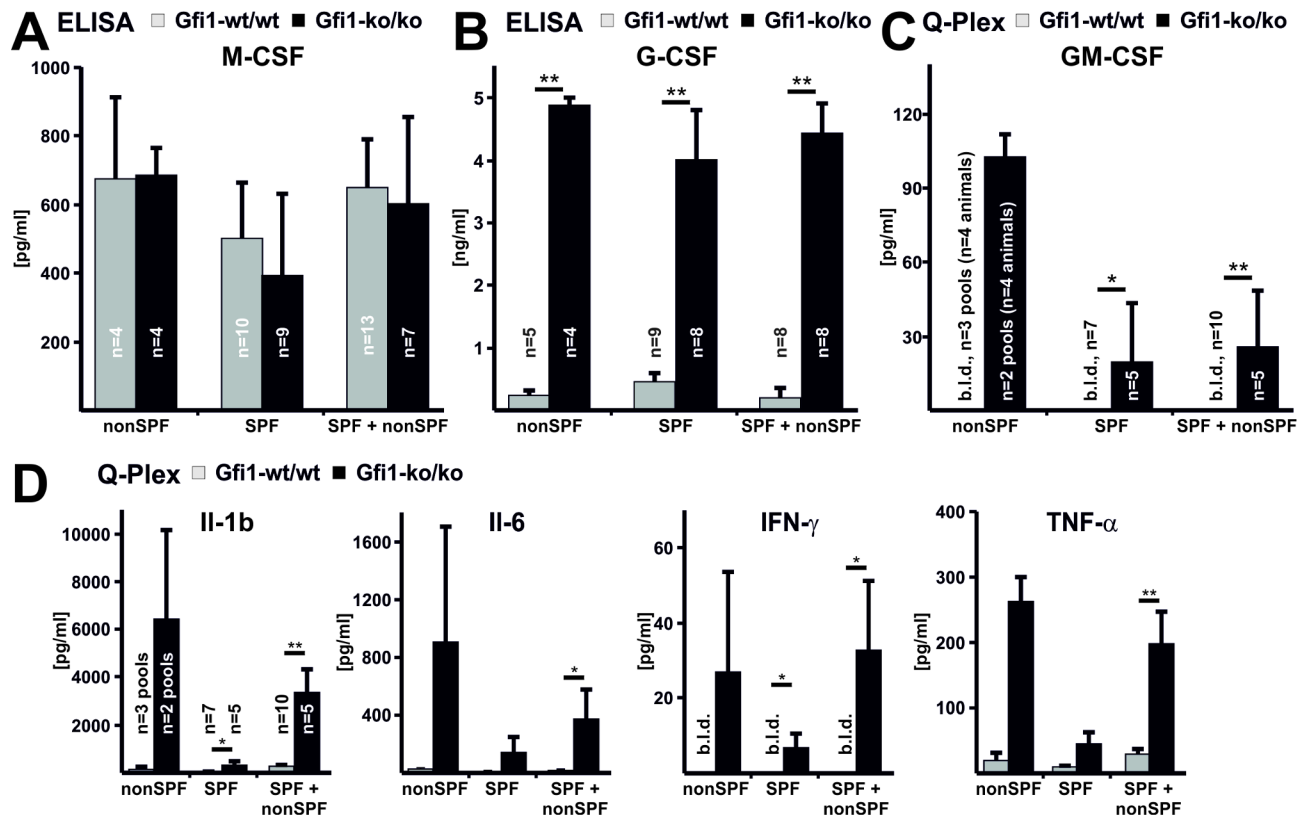 A ELISA Gfi1-wt/wt Gfi1-ko/ko
M-CSF
[pg/ml]
1000
800
600
400
200
n=4
n=4
n=10
n=9
n=13
n=7
nonSPF SPF SPF + nonSPF
B ELISA Gfi1-wt/wt Gfi1-ko/ko
G-CSF
[ng/ml]
5
4
3
2
1
**
**
**
n=5
n=4
n=9
n=8
n=8
n=8
nonSPF SPF SPF + nonSPF
C Q-Plex Gfi1-wt/wt Gfi1-ko/ko
GM-CSF
[pg/ml]
120
90
60
30
*
**
b.l.d., n=3 pools (n=4 animals)
n=2 pools (n=4 animals)
b.l.d., n=7
n=5
b.l.d., n=10
n=5
nonSPF SPF SPF + nonSPF
D Q-Plex Gfi1-wt/wt Gfi1-ko/ko
Il-1b
[pg/ml]
10000
8000
6000
4000
2000
n=3 pools
n=2 pools
n=7
n=5
*
n=10
n=5
**
nonSPF SPF SPF +
nonSPF
Il-6
[pg/ml]
1600
1200
800
400
*
nonSPF SPF SPF +
nonSPF
IFN-γ
[pg/ml]
60
40
20
b.l.d.
b.l.d.
*
b.l.d.
*
nonSPF SPF SPF +
nonSPF
TNF-α
[pg/ml]
400
300
200
100
**
nonSPF SPF SPF +
nonSPF